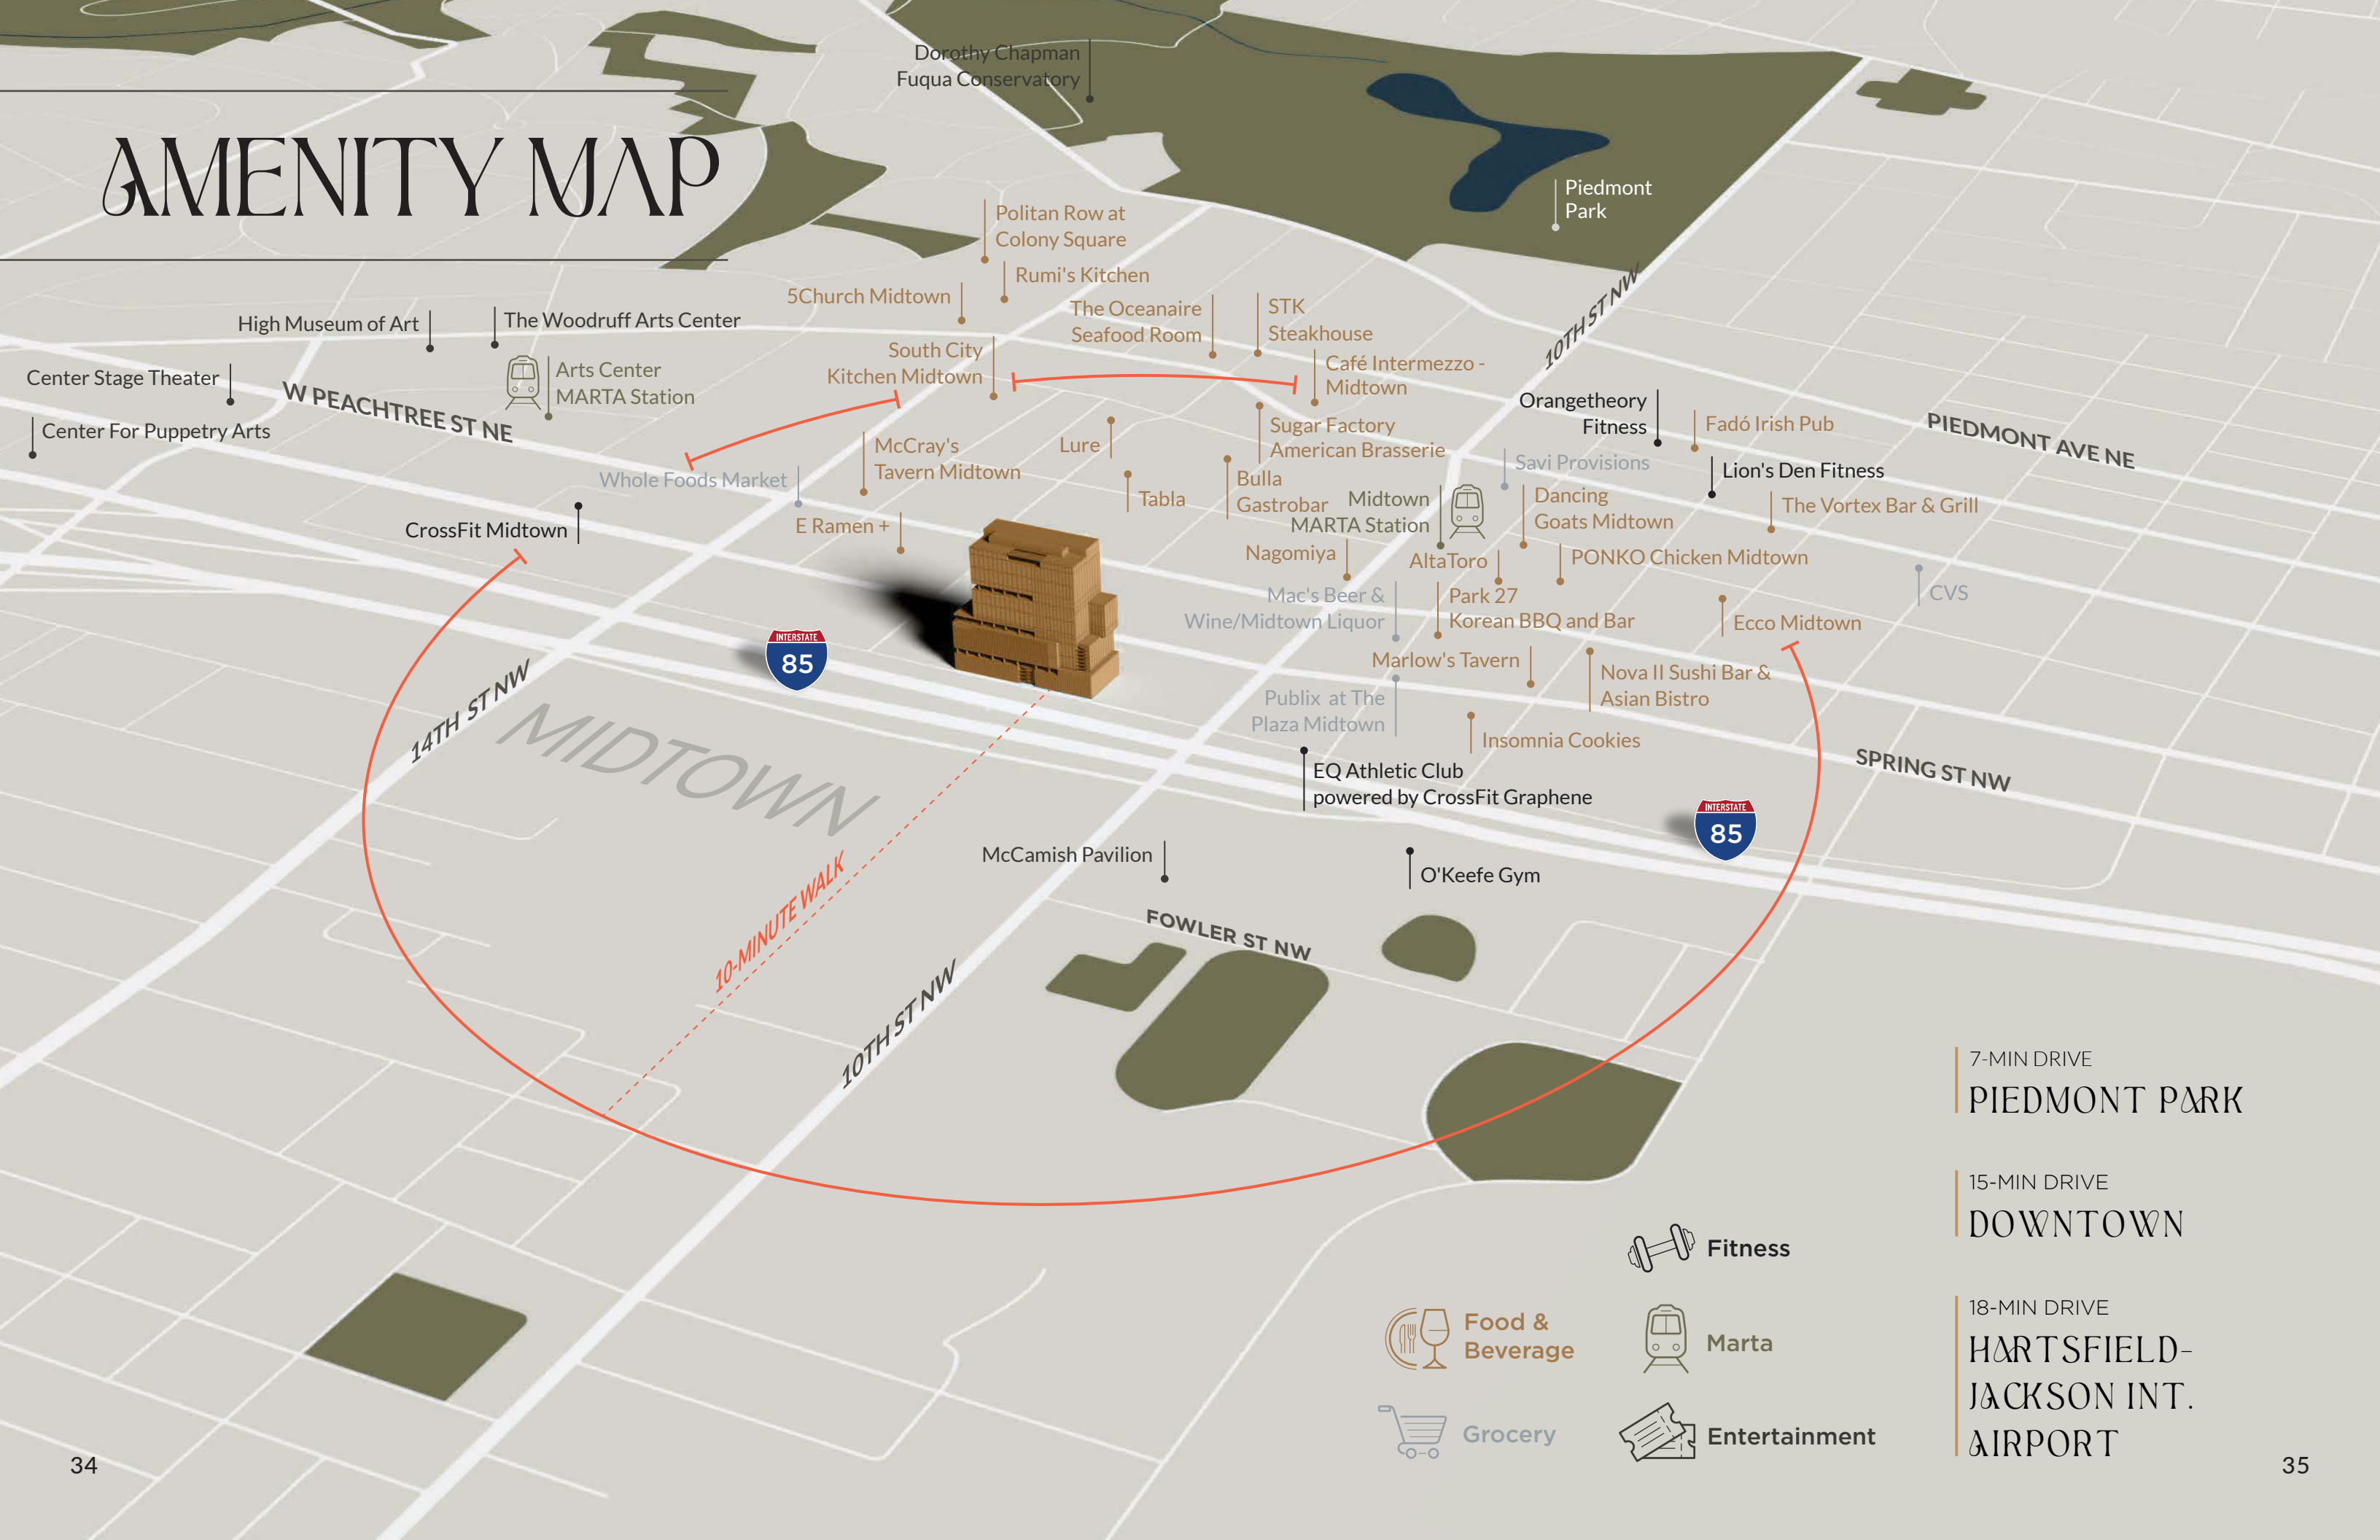 AMENITY MAP
Dorothy Chapman
Fuqua Conservatory
Piedmont
Park
Politan Row at
Colony Square
Rumi's Kitchen
5Church Midtown
The Oceanaire
Seafood Room
STK
Steakhouse
High Museum of Art
The Woodruff Arts Center
South City
Kitchen Midtown
Café Intermezzo -
Midtown
10TH ST NW
Center Stage Theater
W PEACHTREE ST NE
Arts Center
MARTA Station
Center For Puppetry Arts
Orangetheory
Fitness
Fadó Irish Pub
PIEDMONT AVE NE
McCray's
Tavern Midtown
Lure
Sugar Factory
American Brasserie
Savi Provisions
Lion's Den Fitness
Whole Foods Market
Tabla
Bulla
Gastrobar
Midtown
MARTA Station
Dancing
Goats Midtown
The Vortex Bar & Grill
CrossFit Midtown
E Ramen +
Nagomiya
AltaToro
PONKO Chicken Midtown
Mac's Beer &
Wine/Midtown Liquor
Park 27
Korean BBQ and Bar
CVS
Ecco Midtown
INTERSTATE
85
Marlow's Tavern
Nova II Sushi Bar &
Asian Bistro
Publix at The
Plaza Midtown
Insomnia Cookies
14TH ST NW
MIDTOWN
EQ Athletic Club
powered by CrossFit Graphene
SPRING ST NW
INTERSTATE
85
McCamish Pavilion
O'Keefe Gym
10-MINUTE WALK
FOWLER ST NW
10TH ST NW
7-MIN DRIVE
PIEDMONT PARK
15-MIN DRIVE
DOWNTOWN
18-MIN DRIVE
HARTSFIELD-
JACKSON INT.
AIRPORT
Fitness
Food &
Beverage
Marta
Grocery
Entertainment
34
35